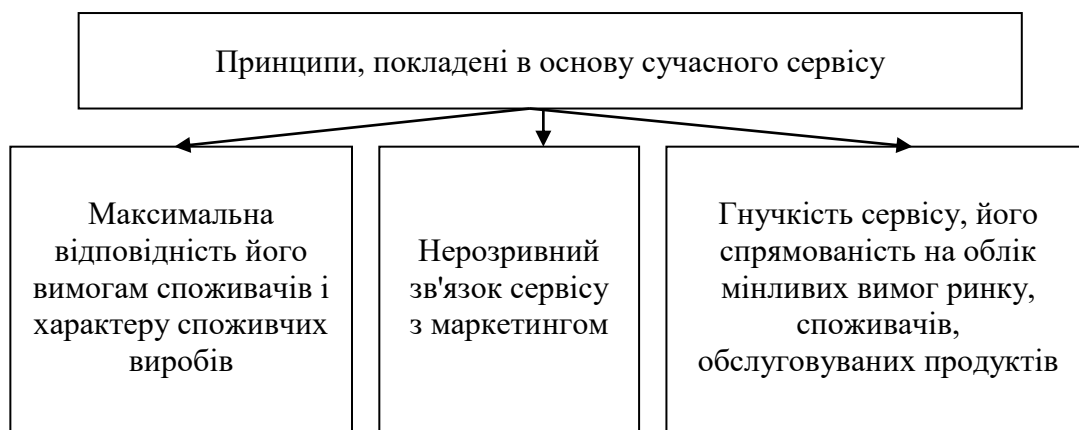 Принципи, покладені в основу сучасного сервісу
Максимальна
відповідність його
вимогам споживачів і
характеру споживчих
виробів
Нерозривний
зв'язок сервісу
з маркетингом
Гнучкість сервісу, його
спрямованість на облік
мінливих вимог ринку,
споживачів,
обслуговуваних продуктів